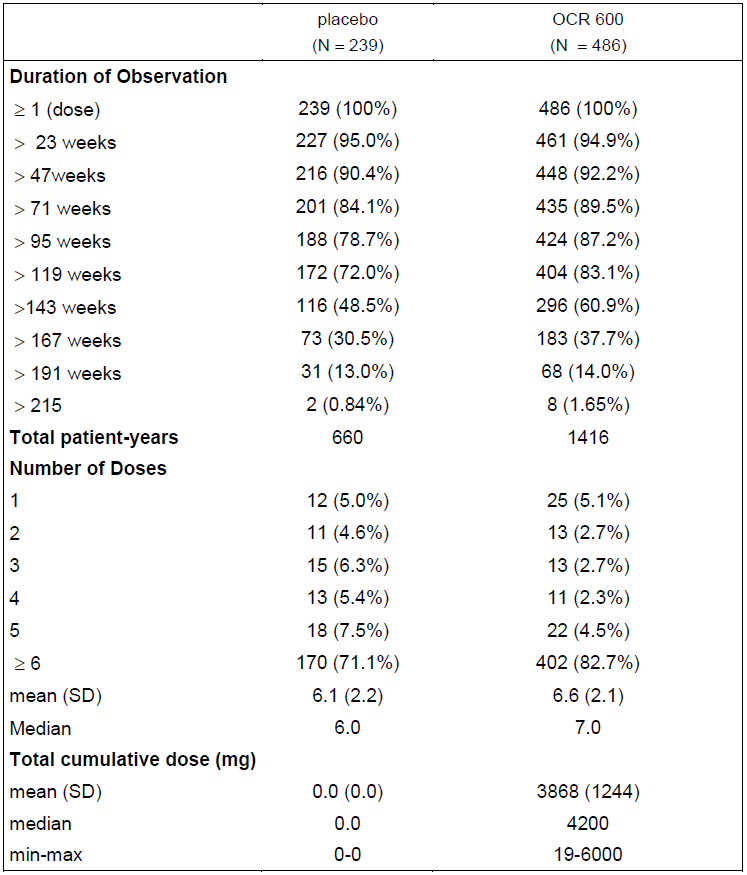 placebo OCR 600
(N = 239) (N = 486)
Duration of Observation
≥ 1 (dose) 239 (100%) 486 (100%)
> 23 weeks 227 (95.0%) 461 (94.9%)
> 47weeks 216 (90.4%) 448 (92.2%)
> 71 weeks 201 (84.1%) 435 (89.5%)
> 95 weeks 188 (78.7%) 424 (87.2%)
> 119 weeks 172 (72.0%) 404 (83.1%)
>143 weeks 116 (48.5%) 296 (60.9%)
> 167 weeks 73 (30.5%) 183 (37.7%)
> 191 weeks 31 (13.0%) 68 (14.0%)
> 215 2 (0.84%) 8 (1.65%)
Total patient-years 660 1416
Number of Doses
1 12 (5.0%) 25 (5.1%)
2 11 (4.6%) 13 (2.7%)
3 15 (6.3%) 13 (2.7%)
4 13 (5.4%) 11 (2.3%)
5 18 (7.5%) 22 (4.5%)
≥ 6 170 (71.1%) 402 (82.7%)
mean (SD) 6.1 (2.2) 6.6 (2.1)
Median 6.0 7.0
Total cumulative dose (mg)
mean (SD) 0.0 (0.0) 3868 (1244)
median 0.0 4200
min-max 0-0 19-6000